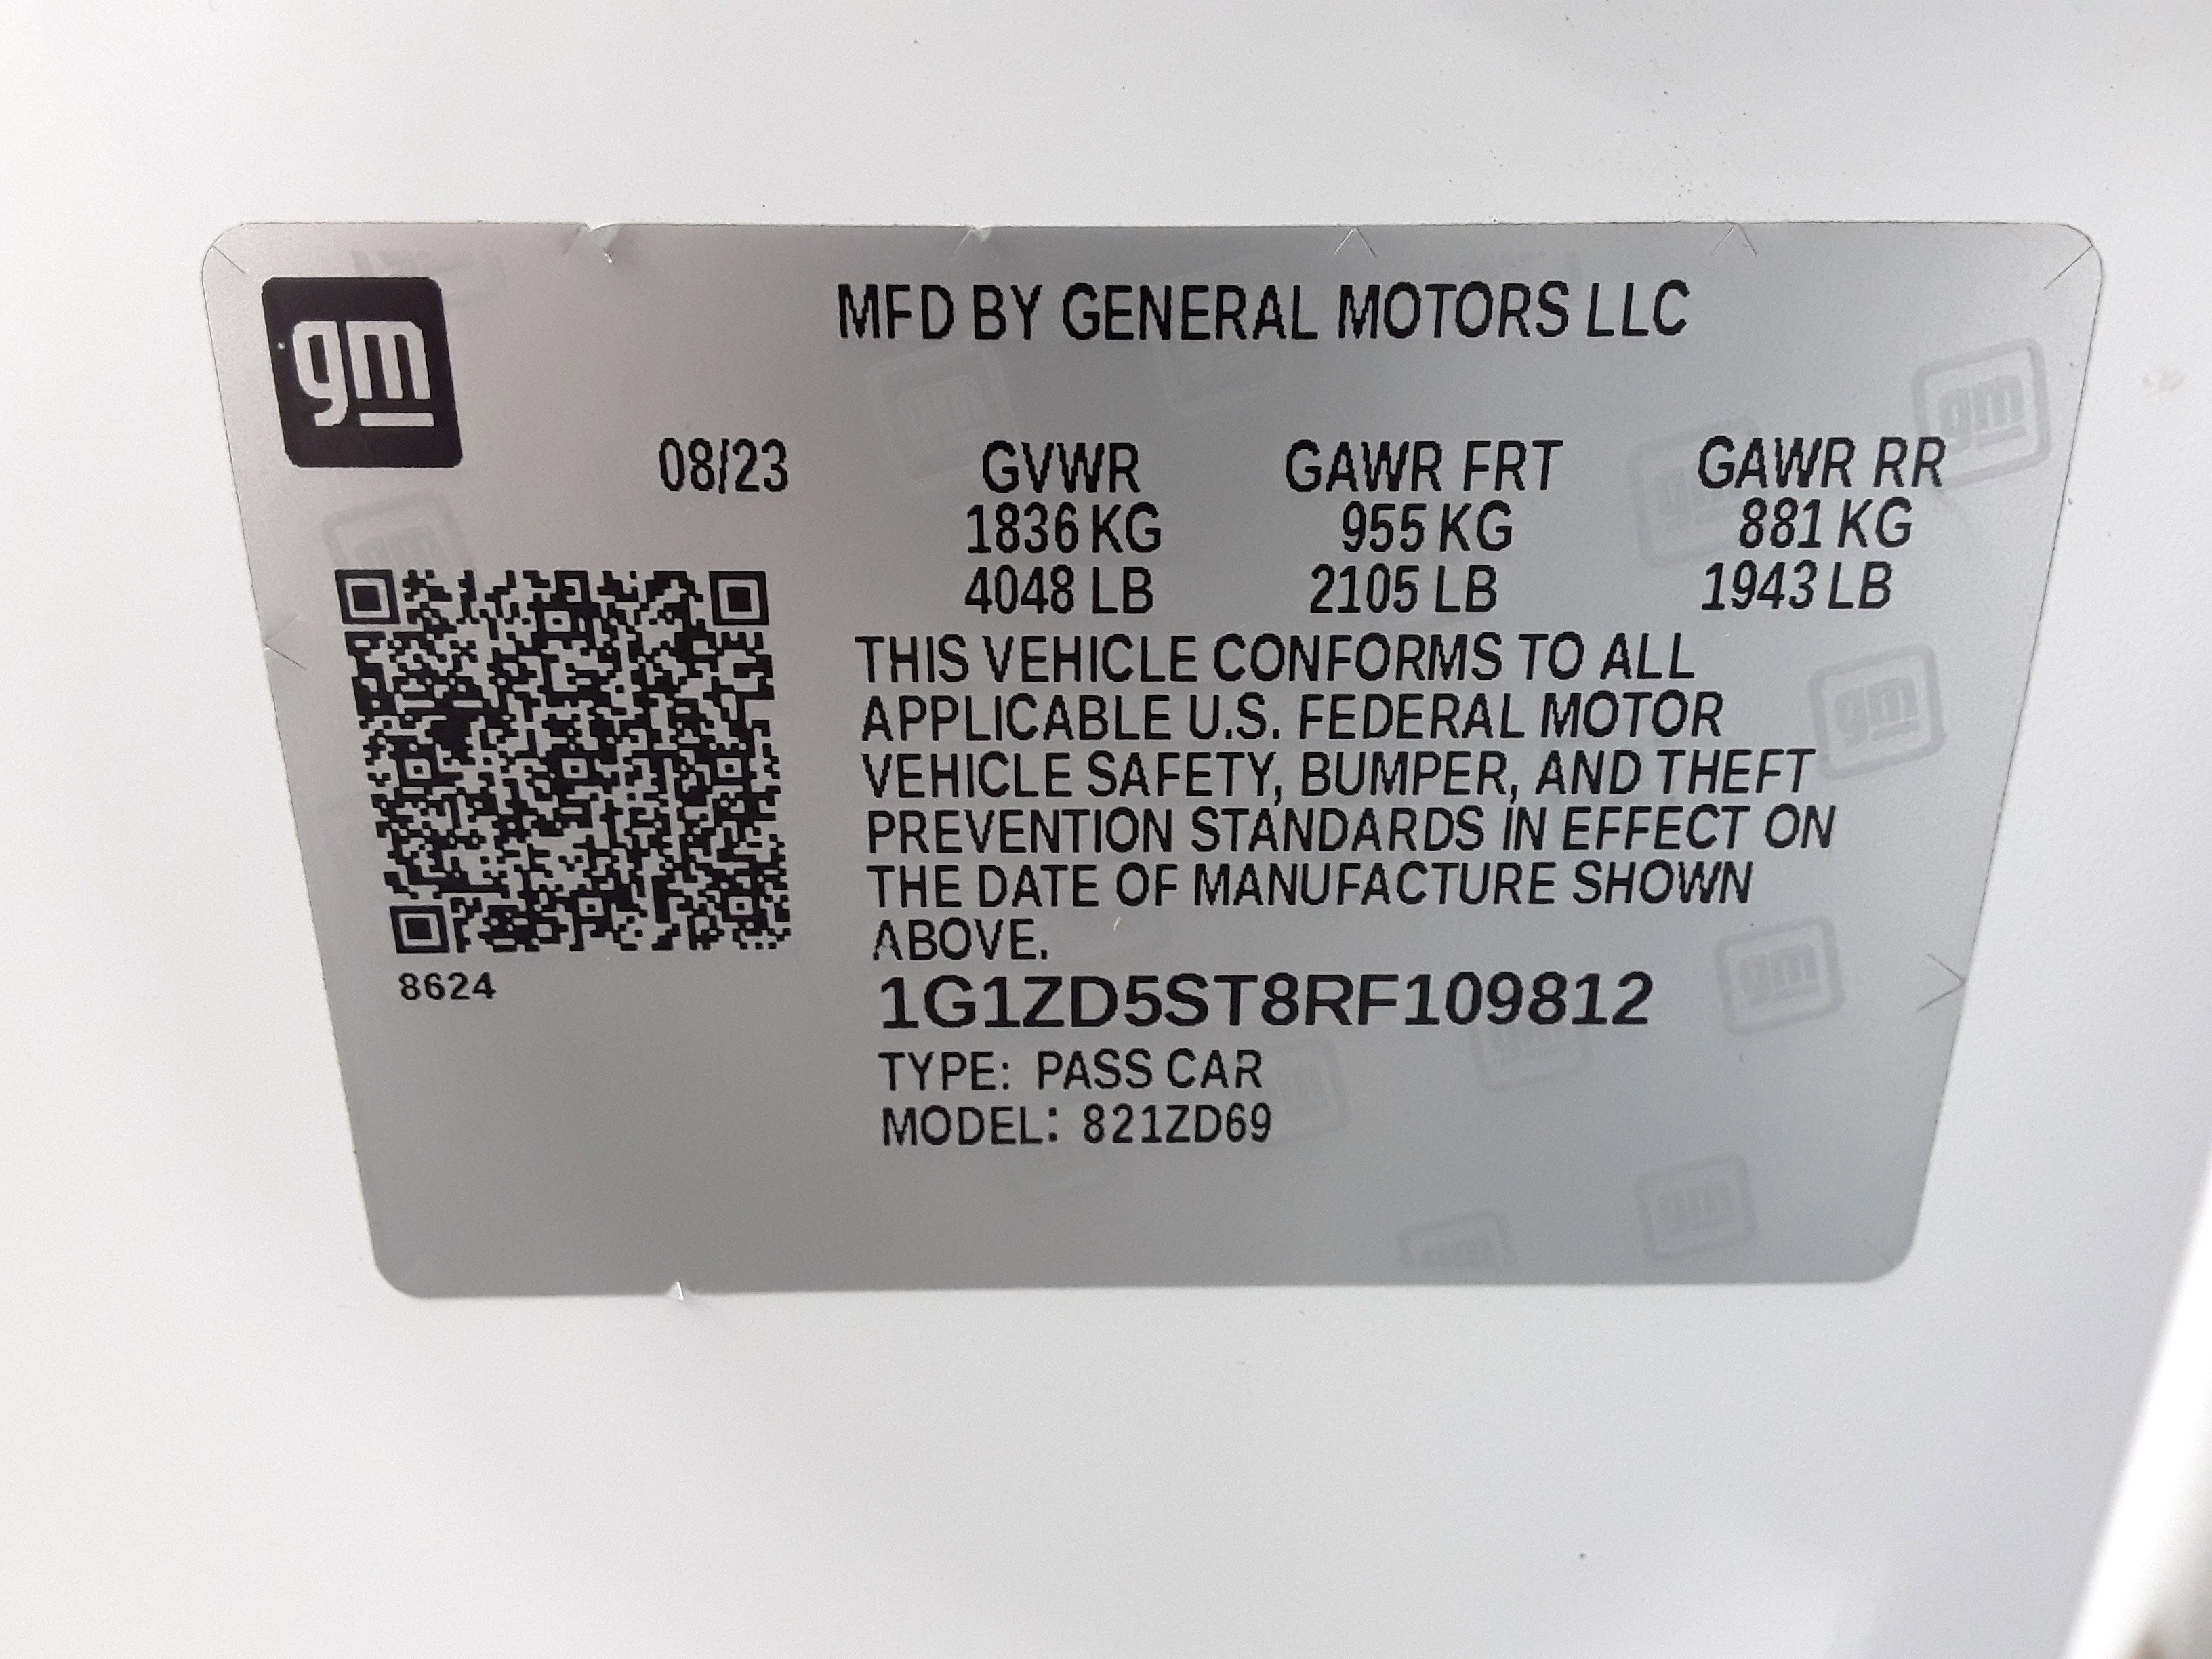 gm
MFD BY GENERAL MOTORS LLC
08/23 GVWR GAWR FRT GAWR RR
1836 KG 955 KG 881 KG
4048 LB 2105 LB 1943 LB
THIS VEHICLE CONFORMS TO ALL
APPLICABLE U.S. FEDERAL MOTOR
VEHICLE SAFETY, BUMPER, AND THEFT
PREVENTION STANDARDS IN EFFECT ON
THE DATE OF MANUFACTURE SHOWN
ABOVE.
8624
1G1ZD5ST8RF109812
TYPE: PASS CAR
MODEL: 821ZD69